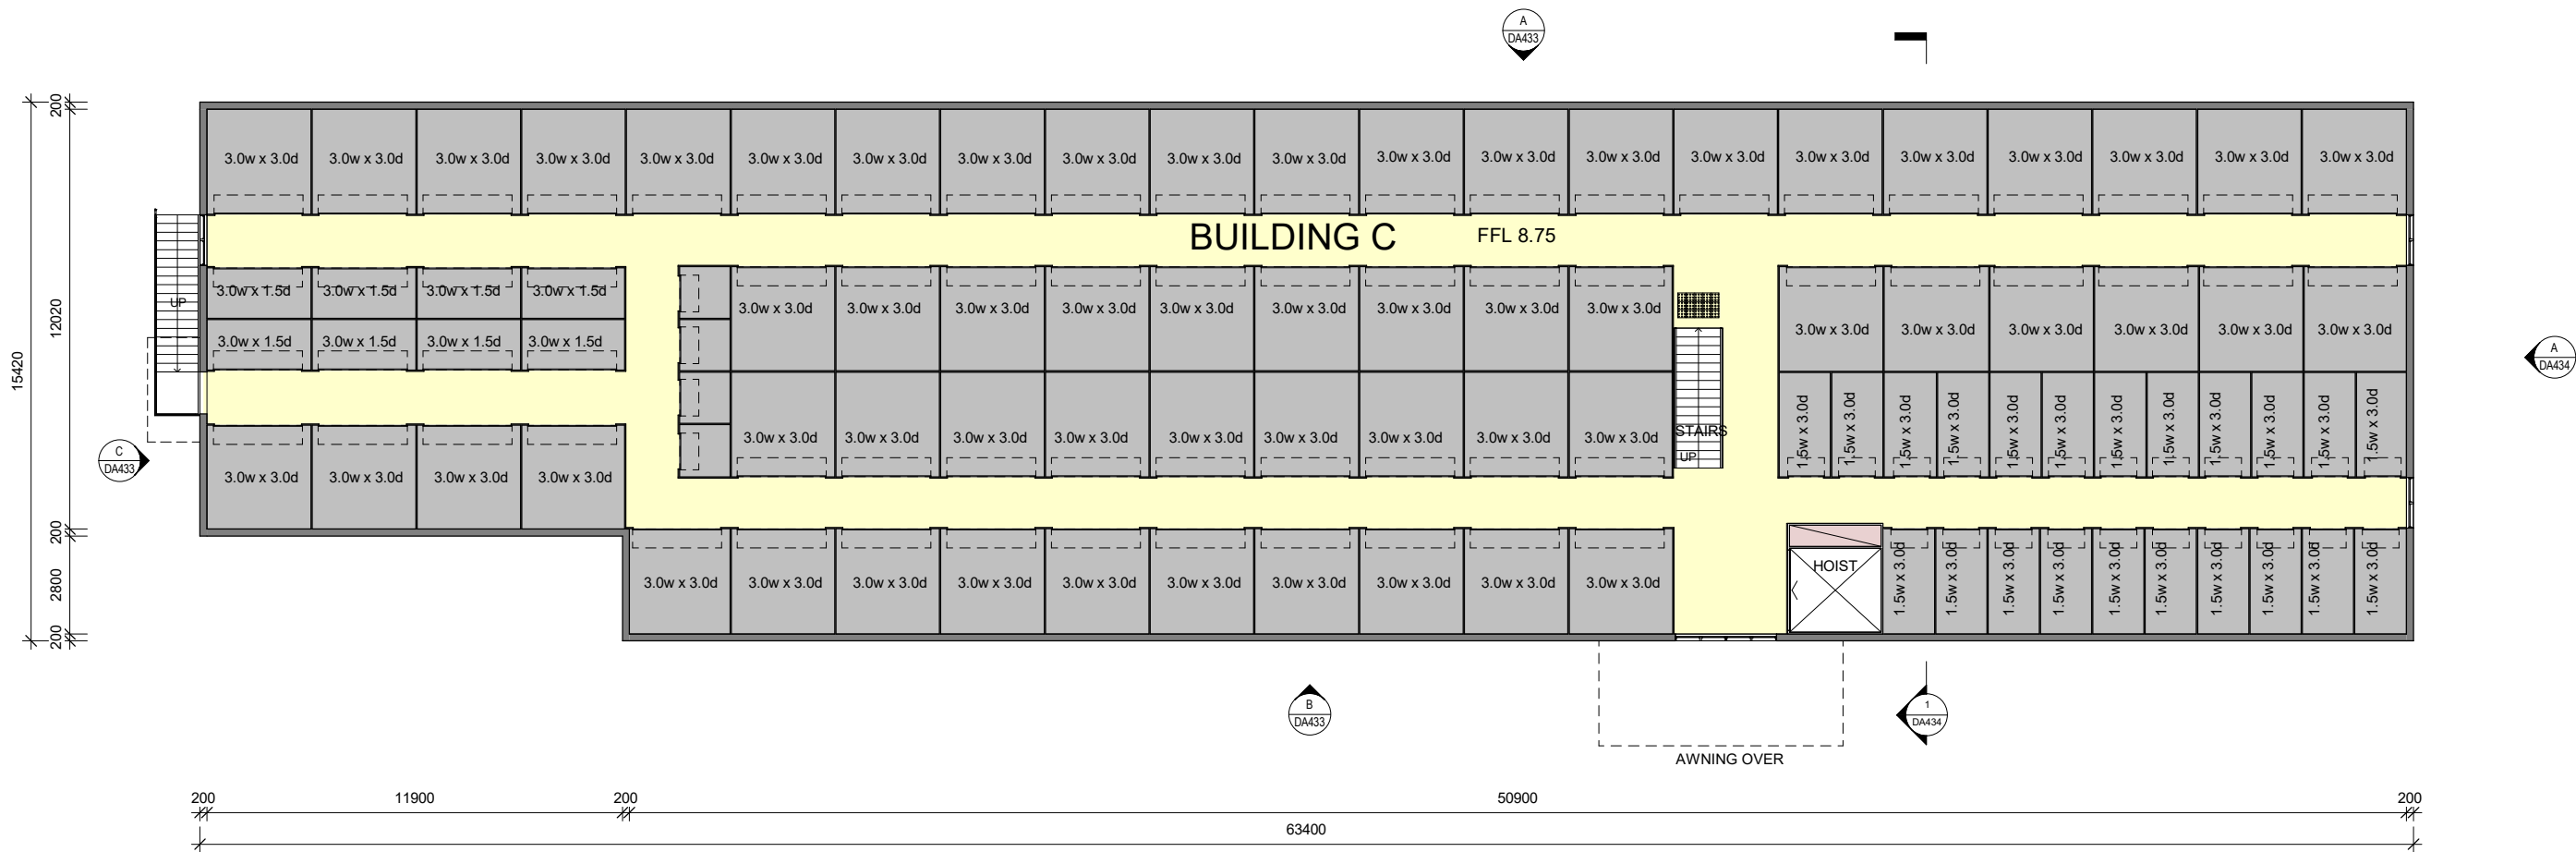 A
DA433
200
3.0w x 3.0d 3.0w x 3.0d 3.0w x 3.0d 3.0w x 3.0d 3.0w x 3.0d 3.0w x 3.0d 3.0w x 3.0d 3.0w x 3.0d 3.0w x 3.0d 3.0w x 3.0d 3.0w x 3.0d 3.0w x 3.0d 3.0w x 3.0d 3.0w x 3.0d 3.0w x 3.0d 3.0w x 3.0d 3.0w x 3.0d 3.0w x 3.0d 3.0w x 3.0d 3.0w x 3.0d 3.0w x 3.0d
BUILDING C FFL 8.75
UP
3.0w x 1.5d 3.0w x 1.5d 3.0w x 1.5d 3.0w x 1.5d
3.0w x 3.0d 3.0w x 3.0d 3.0w x 3.0d 3.0w x 3.0d 3.0w x 3.0d 3.0w x 3.0d 3.0w x 3.0d 3.0w x 3.0d 3.0w x 3.0d
12020
3.0w x 3.0d 3.0w x 3.0d 3.0w x 3.0d 3.0w x 3.0d 3.0w x 3.0d 3.0w x 3.0d
3.0w x 1.5d 3.0w x 1.5d 3.0w x 1.5d 3.0w x 1.5d
15420
A
DA434
1.5w x 3.0d 1.5w x 3.0d 1.5w x 3.0d 1.5w x 3.0d 1.5w x 3.0d 1.5w x 3.0d 1.5w x 3.0d 1.5w x 3.0d 1.5w x 3.0d 1.5w x 3.0d 1.5w x 3.0d 1.5w x 3.0d
STAIRS
UP
3.0w x 3.0d 3.0w x 3.0d 3.0w x 3.0d 3.0w x 3.0d 3.0w x 3.0d 3.0w x 3.0d 3.0w x 3.0d 3.0w x 3.0d 3.0w x 3.0d
C
DA433
3.0w x 3.0d 3.0w x 3.0d 3.0w x 3.0d 3.0w x 3.0d
200
HOIST
2800
3.0w x 3.0d 3.0w x 3.0d 3.0w x 3.0d 3.0w x 3.0d 3.0w x 3.0d 3.0w x 3.0d 3.0w x 3.0d 3.0w x 3.0d 3.0w x 3.0d 3.0w x 3.0d
1.5w x 3.0d 1.5w x 3.0d 1.5w x 3.0d 1.5w x 3.0d 1.5w x 3.0d 1.5w x 3.0d 1.5w x 3.0d 1.5w x 3.0d 1.5w x 3.0d 1.5w x 3.0d
200
B
DA433
1
DA434
AWNING OVER
200 11900 200 50900 200
63400